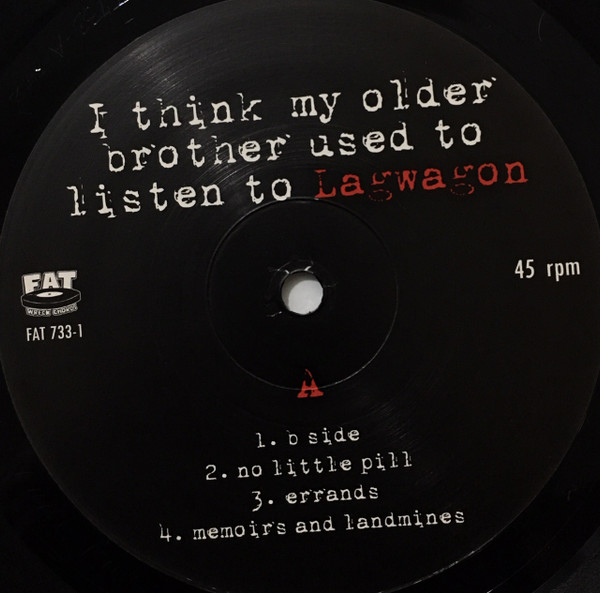 I think my older
brother used to
listen to Lagwagon
45 rpm
FAT
WRECK CHORDS
FAT 733-1
A
1. b side
2. no little pill
3. errands
4. memoirs and landmines